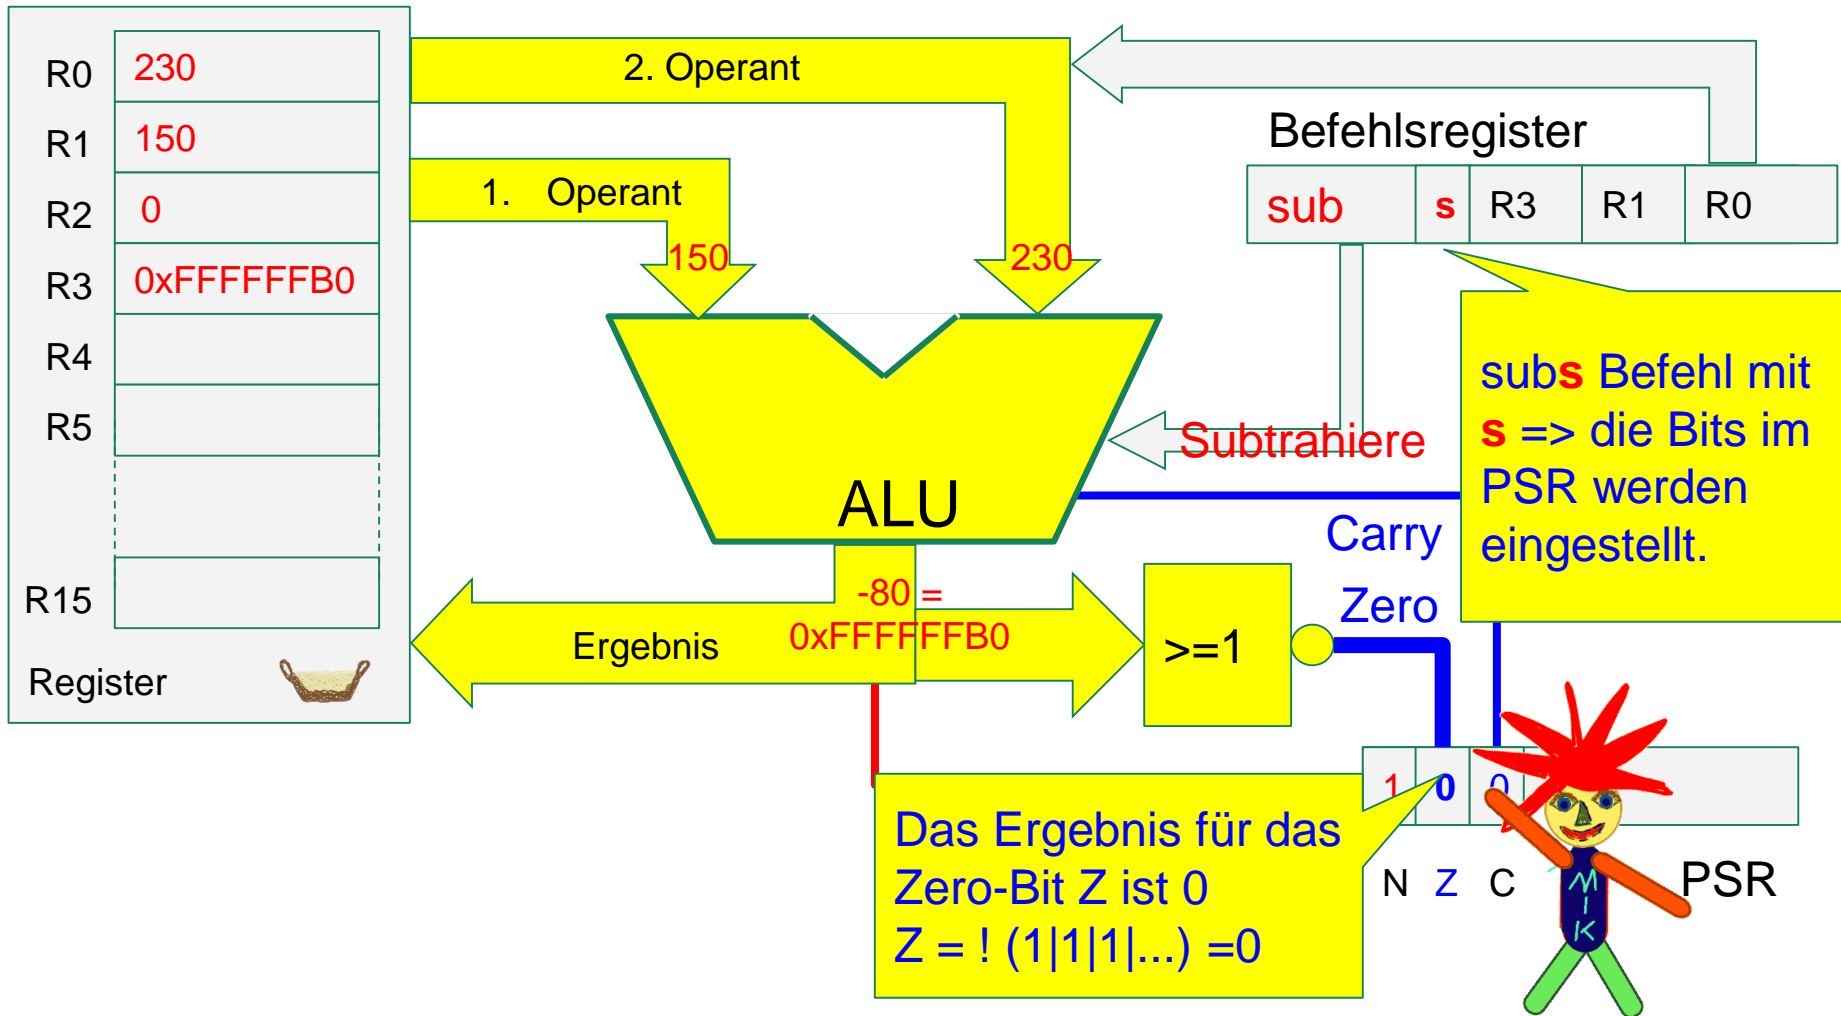 R0 230
R1 150
R2 0
R3 0xFFFFFFB0
R4
R5
R15
Register
2. Operant
1. Operant
150
230
Befehlsregister
sub s R3 R1 R0
Subtrahiere
ALU
subs Befehl mit
s => die Bits im
PSR werden
eingestellt.
Carry
Zero
-80 =
0xFFFFFFB0
Ergebnis
>=1
1 0 0
N Z C PSR
Das Ergebnis für das
Zero-Bit Z ist 0
Z = ! (1|1|1|...) =0
MIK